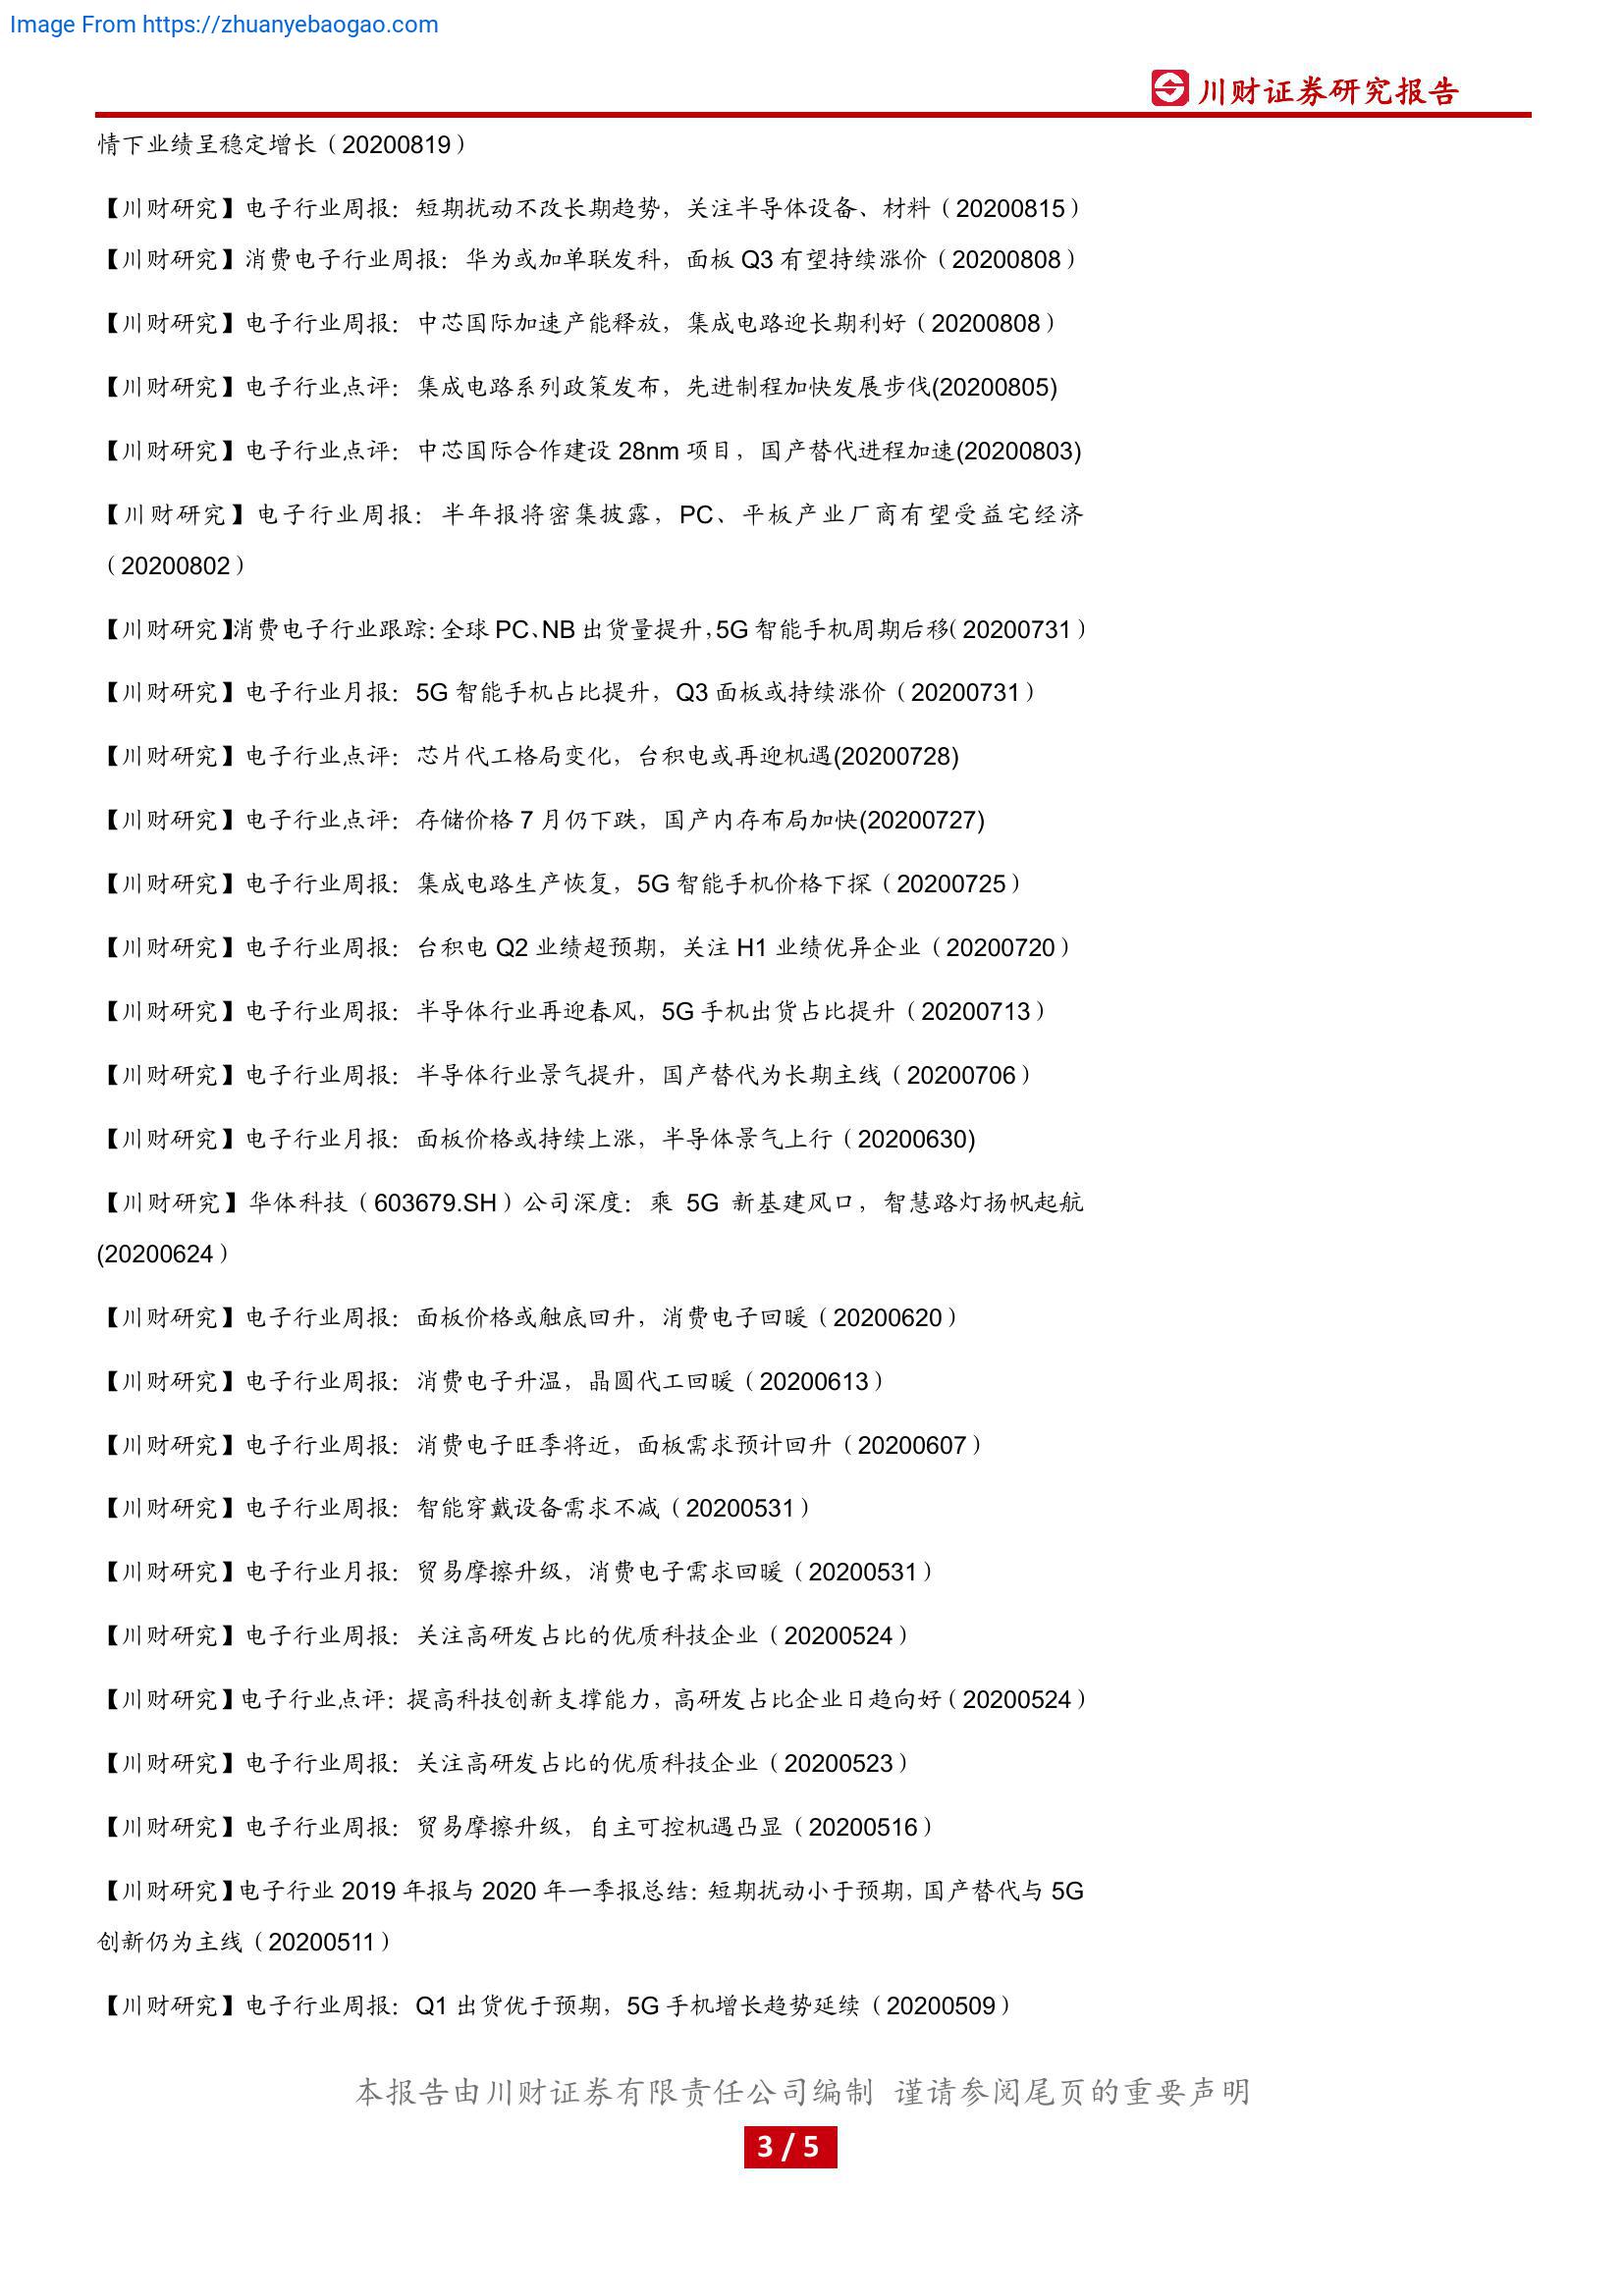 Image From https://zhuanyebaogao.com
川财证券研究报告
情下业绩呈稳定增长（20200819）
【川财研究】电子行业周报：短期扰动不改长期趋势，关注半导体设备、材料（20200815）
【川财研究】消费电子行业周报：华为或加单联发科，面板 Q3 有望持续涨价（20200808）
【川财研究】电子行业周报：中芯国际加速产能释放，集成电路迎长期利好（20200808）
【川财研究】电子行业点评：集成电路系列政策发布，先进制程加快发展步伐(20200805)
【川财研究】电子行业点评：中芯国际合作建设 28nm 项目，国产替代进程加速(20200803)
【川财研究】电子行业周报：半年报将密集披露，PC、平板产业厂商有望受益宅经济
（20200802）
【川财研究】消费电子行业跟踪：全球 PC、NB 出货量提升，5G 智能手机周期后移（20200731）
【川财研究】电子行业月报：5G 智能手机占比提升，Q3 面板或持续涨价（20200731）
【川财研究】电子行业点评：芯片代工格局变化，台积电或再迎机遇(20200728)
【川财研究】电子行业点评：存储价格 7 月仍下跌，国产内存布局加快(20200727)
【川财研究】电子行业周报：集成电路生产恢复，5G 智能手机价格下探（20200725）
【川财研究】电子行业周报：台积电 Q2 业绩超预期，关注 H1 业绩优异企业（20200720）
【川财研究】电子行业周报：半导体行业再迎春风，5G 手机出货占比提升（20200713）
【川财研究】电子行业周报：半导体行业景气提升，国产替代为长期主线（20200706）
【川财研究】电子行业月报：面板价格或持续上涨，半导体景气上行（20200630)
【川财研究】华体科技（603679.SH）公司深度：乘 5G 新基建风口，智慧路灯扬帆起航
(20200624）
【川财研究】电子行业周报：面板价格或触底回升，消费电子回暖（20200620）
【川财研究】电子行业周报：消费电子升温，晶圆代工回暖（20200613）
【川财研究】电子行业周报：消费电子旺季将近，面板需求预计回升（20200607）
【川财研究】电子行业周报：智能穿戴设备需求不减（20200531）
【川财研究】电子行业月报：贸易摩擦升级，消费电子需求回暖（20200531）
【川财研究】电子行业周报：关注高研发占比的优质科技企业（20200524）
【川财研究】电子行业点评：提高科技创新支撑能力，高研发占比企业日趋向好（20200524）
【川财研究】电子行业周报：关注高研发占比的优质科技企业（20200523）
【川财研究】电子行业周报：贸易摩擦升级，自主可控机遇凸显（20200516）
【川财研究】电子行业 2019 年报与 2020 年一季报总结：短期扰动小于预期，国产替代与 5G
创新仍为主线（20200511）
【川财研究】电子行业周报：Q1 出货优于预期，5G 手机增长趋势延续（20200509）
本报告由川财证券有限责任公司编制 谨请参阅尾页的重要声明
3 / 5